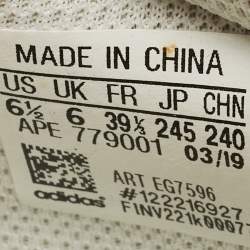 MADE IN CHINA
US UK FR JP CHN
6½ 6 39⅓ 245 240
APE 779001 03/19
ART EG7596
#122216927
FINV221K0007
adidas